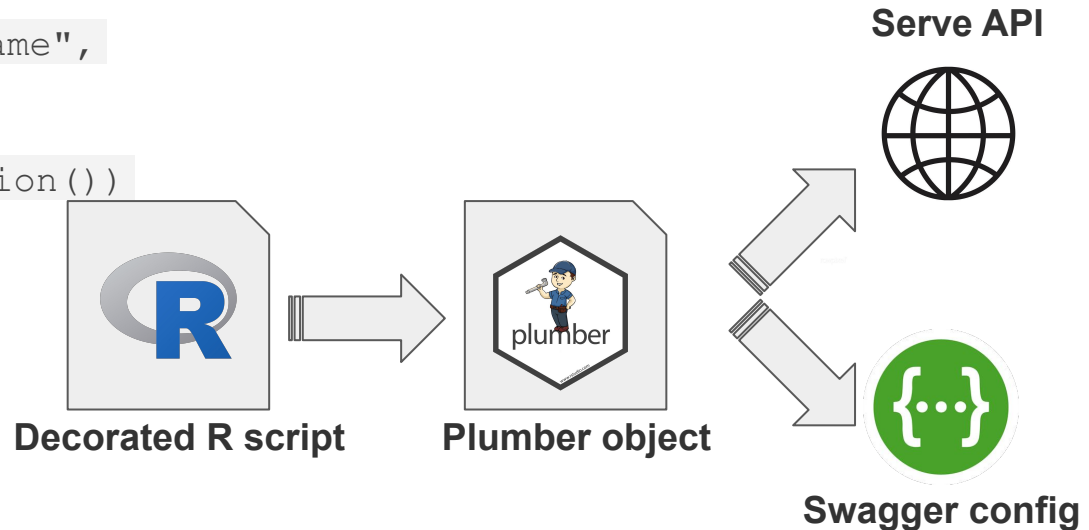 ame",
Serve API
ion())
R
plumber
Decorated R script
Plumber object
{...}
Swagger config